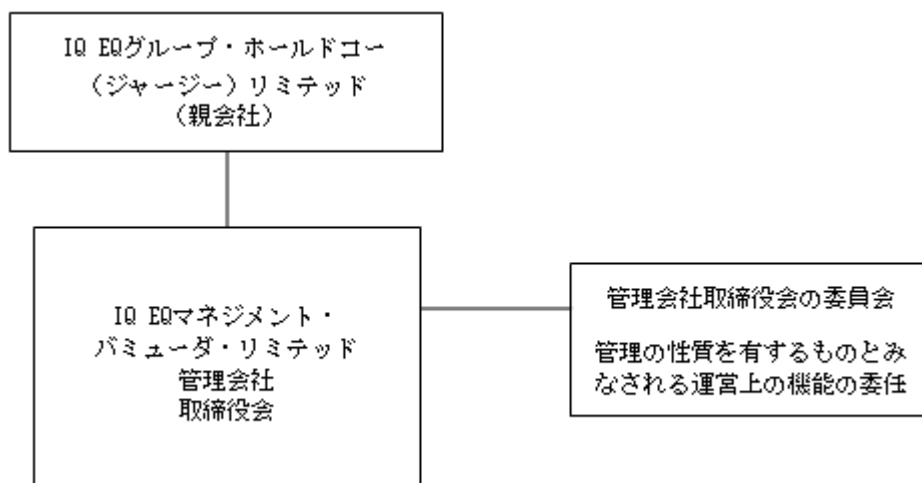 IQ EQグループ・ホールドコー
（ジャージー）リミテッド
（親会社）
IQ EQマネジメント・
バミューダ・リミテッド
管理会社
取締役会
管理会社取締役会の委員会
管理の性質を有するものとみ
なされる運営上の機能の委任